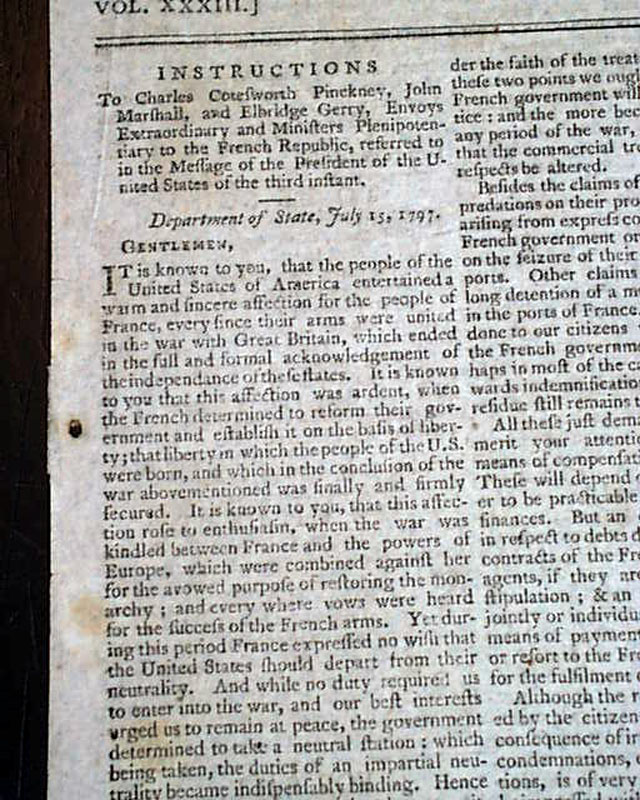 VOL. XXXIII.]
INSTRUCTIONS
To Charles Cotesworth Pinckney, John
Marſhall, and Elbridge Gerry, Envoys
Extraordinary and Miniſters Plenipoten-
tiary to the French Republic, referred to
in the Meſſage of the Preſident of the U-
nited States of the third inſtant.
Department of State, July 15, 1797.
GENTLEMEN,
IT is known to you, that the people of the
United States of America entertained a
warm and ſincere affection for the people of
France, ever ſince their arms were united
in the war with Great Britain, which ended
in the full and formal acknowledgement of
the independance of theſe ſtates. It is known
to you that this affection was ardent, when
the French determined to reform their gov-
ernment and eſtabliſh it on the baſis of liber-
ty; that liberty in which the people of the U.S.
were born, and which in the concluſion of the
war abovementioned was finally and firmly
ſecured. It is known to you, that this affec-
tion roſe to enthuſiaſm, when the war was
kindled between France and the powers of
Europe, which were combined againſt her
for the avowed purpoſe of reſtoring the mon-
archy; and every where vows were heard
for the ſucceſs of the French arms. Yet dur-
ing this period France expreſſed no wiſh that
the United States ſhould depart from their
neutrality. And while no duty required us
to enter into the war, and our beſt intereſts
urged us to remain at peace, the government
determined to take a neutral ſtation: which
being taken, the duties of an impartial neu-
trality became indiſpenſably binding. Hence
der the faith of the treat
theſe two points we oug
French government will
tice: and the more bec
any period of the war,
that the commercial tre
reſpects be altered.
Beſides the claims of
predations on their pro
ariſing from expreſs co
French government or
on the ſeizure of their
ports. Other claims
long detention of a m
in the ports of France.
done to our citizens
the French governme
haps in moſt of the ca
wards indemnificatio
reſidue ſtill remains t
All theſe juſt dema
merit your attenti
means of compenſati
Theſe will depend
er to be practicable
finances. But an
in reſpect to debts d
contracts of the Fre
agents, if they are
ſtipulation; & an
jointly or individu
means of paymen
or reſort to the Fre
for the fulfilment o
Although the r
ed by the citizen
conſequence of ir
condemnations, o
tions, is of very